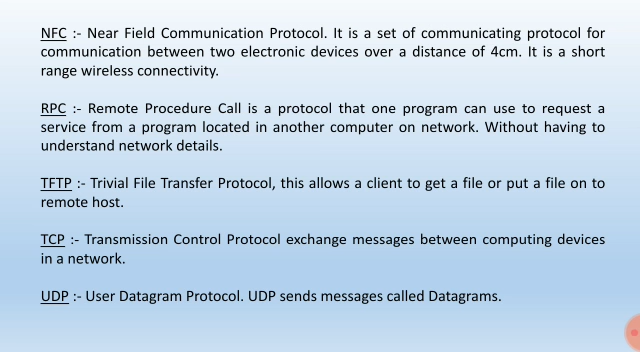 NFC :- Near Field Communication Protocol. It is a set of communicating protocol for
communication between two electronic devices over a distance of 4cm. It is a short
range wireless connectivity.
RPC :- Remote Procedure Call is a protocol that one program can use to request a
service from a program located in another computer on network. Without having to
understand network details.
TFTP :- Trivial File Transfer Protocol, this allows a client to get a file or put a file on to
remote host.
TCP :- Transmission Control Protocol exchange messages between computing devices
in a network.
UDP :- User Datagram Protocol. UDP sends messages called Datagrams.